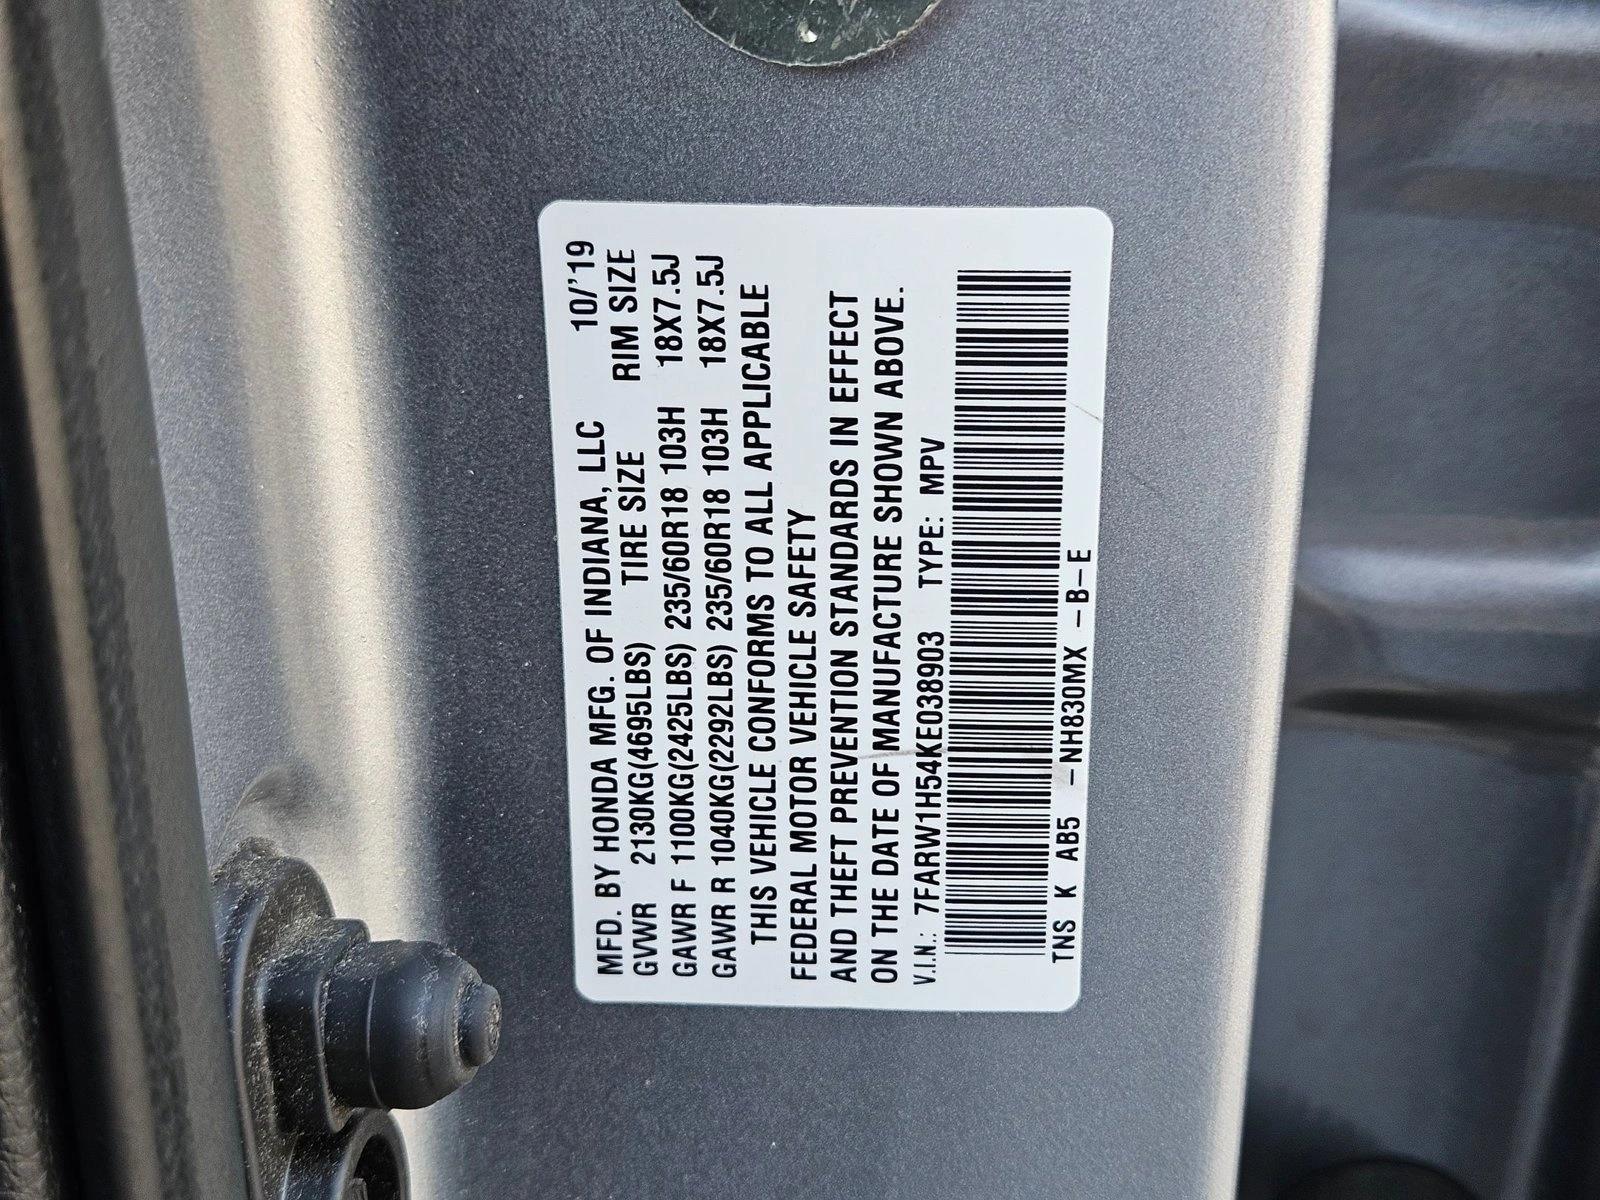 MFD. BY HONDA MFG. OF INDIANA, LLC 10/'19
GVWR 2130KG(4695LBS) TIRE SIZE RIM SIZE
GAWR F 1100KG(2425LBS) 235/60R18 103H 18X7.5J
GAWR R 1040KG(2292LBS) 235/60R18 103H 18X7.5J
THIS VEHICLE CONFORMS TO ALL APPLICABLE
FEDERAL MOTOR VEHICLE SAFETY
AND THEFT PREVENTION STANDARDS IN EFFECT
ON THE DATE OF MANUFACTURE SHOWN ABOVE.
V.I.N.: 7FARW1H54KE038903 TYPE: MPV
TNS K AB5 -NH830MX -B-E